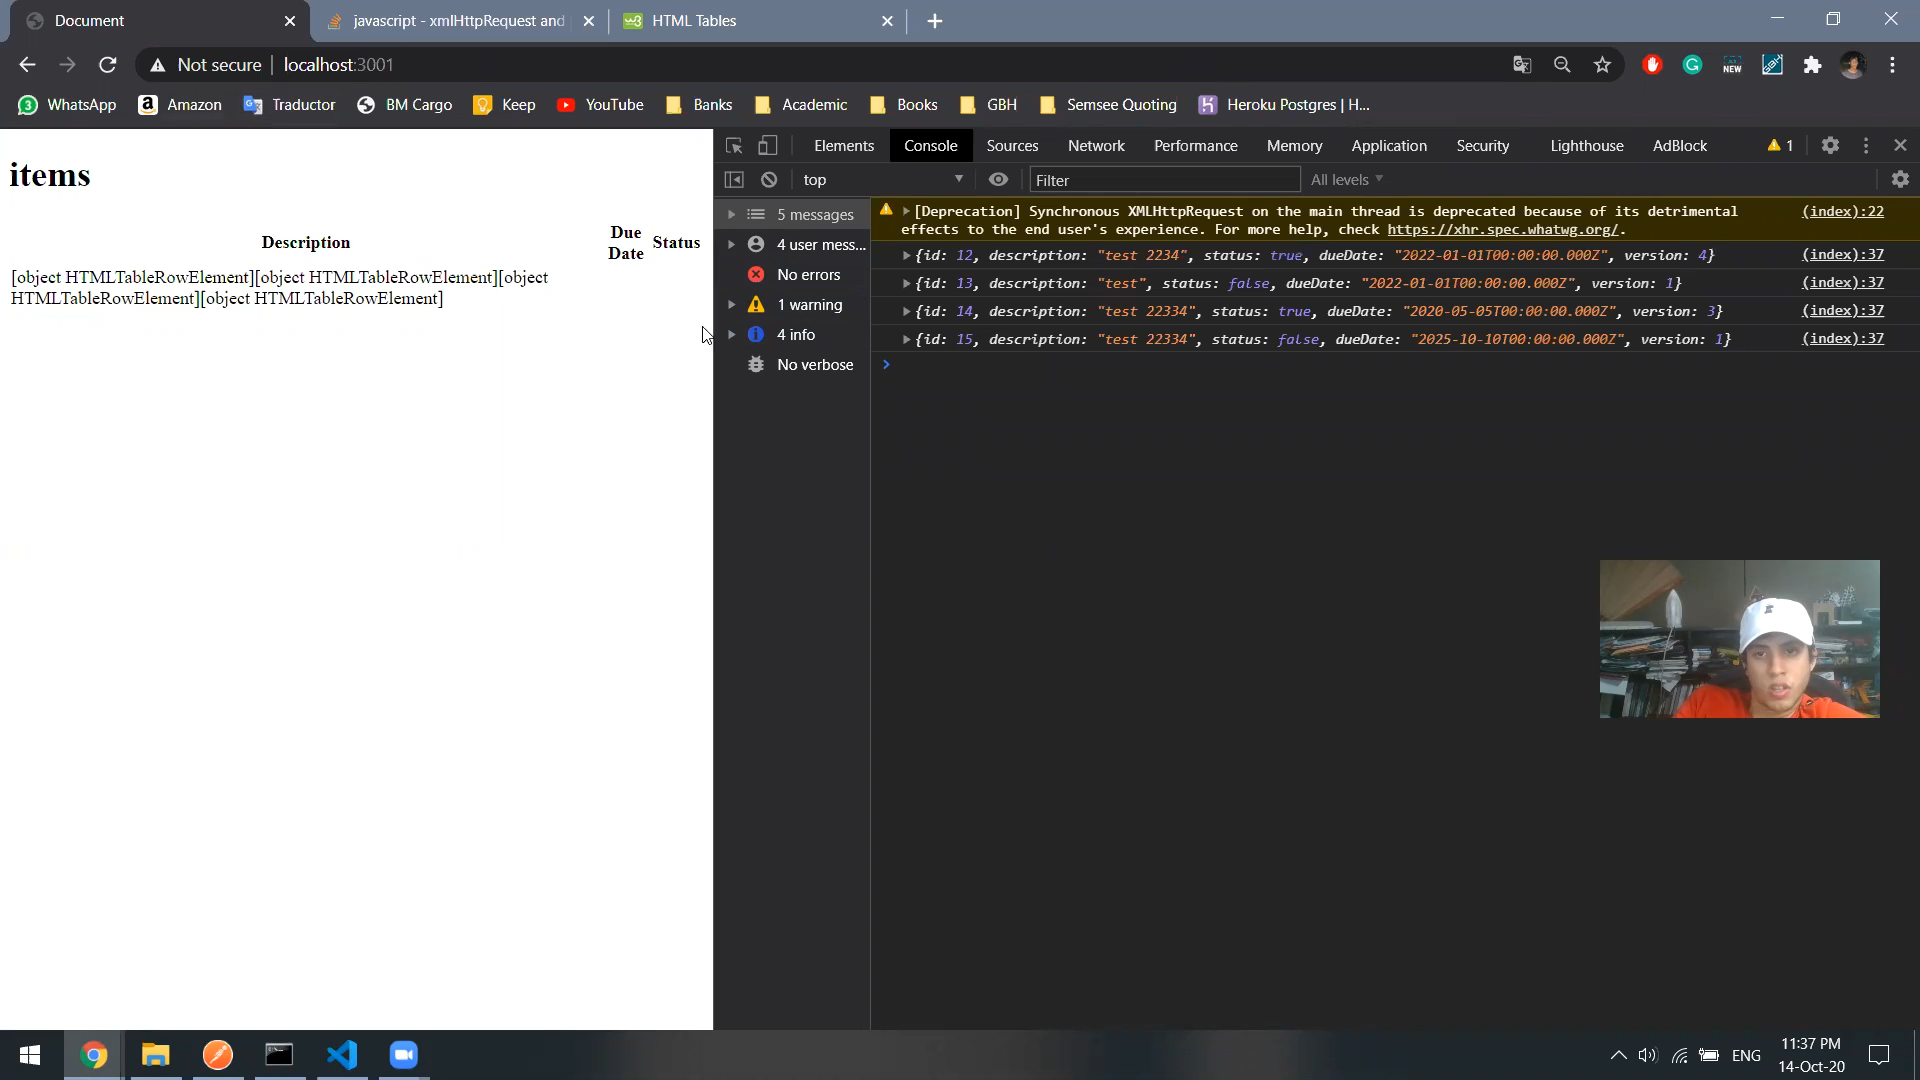 Document
javascript - xmlHttpRequest and
HTML Tables
Not secure
localhost:3001
NEW
WhatsApp
Amazon
Traductor
BM Cargo
Keep
YouTube
Banks
Academic
Books
GBH
Semsee Quoting
Heroku Postgres | H...
Elements
Console
Sources
Network
Performance
Memory
Application
Security
Lighthouse
AdBlock
1
top
Filter
All levels
items
Description
Due
Date
Status
[object HTMLTableRowElement][object HTMLTableRowElement][object
HTMLTableRowElement][object HTMLTableRowElement]
5 messages
4 user mess...
No errors
1 warning
4 info
No verbose
[Deprecation] Synchronous XMLHttpRequest on the main thread is deprecated because of its detrimental
effects to the end user's experience. For more help, check https://xhr.spec.whatwg.org/.
(index):22
{id: 12, description: "test 2234", status: true, dueDate: "2022-01-01T00:00:00.000Z", version: 4}
(index):37
{id: 13, description: "test", status: false, dueDate: "2022-01-01T00:00:00.000Z", version: 1}
(index):37
{id: 14, description: "test 22334", status: true, dueDate: "2020-05-05T00:00:00.000Z", version: 3}
(index):37
{id: 15, description: "test 22334", status: false, dueDate: "2025-10-10T00:00:00.000Z", version: 1}
(index):37
ENG
11:37 PM
14-Oct-20